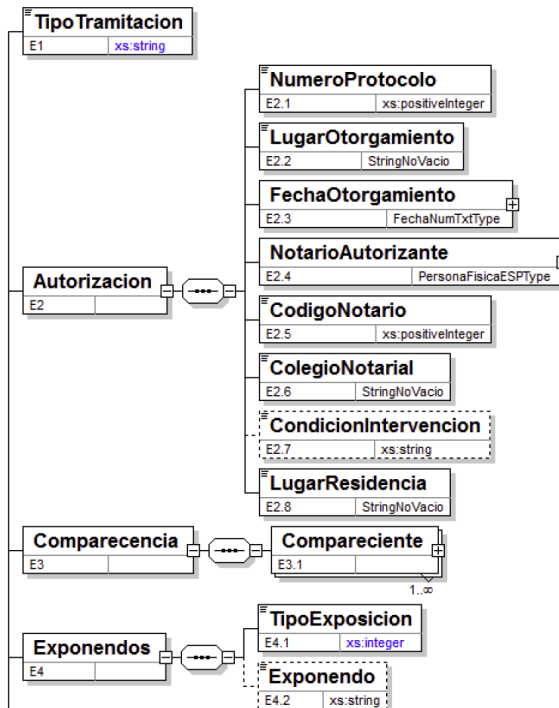 TipoTramitacion
E1 xs:string
NumeroProtocolo
E2.1 xs:positiveInteger
LugarOtorgamiento
E2.2 StringNoVacio
FechaOtorgamiento
E2.3 FechaNumTxtType
NotarioAutorizante
E2.4 PersonaFisicaESPType
Autorizacion
E2
CodigoNotario
E2.5 xs:positiveInteger
ColegioNotarial
E2.6 StringNoVacio
CondicionIntervencion
E2.7 xs:string
LugarResidencia
E2.8 StringNoVacio
Comparecencia
E3
Compareciente
E3.1
1..∞
Exponendos
E4
TipoExposicion
E4.1 xs:integer
Exponendo
E4.2 xs:string